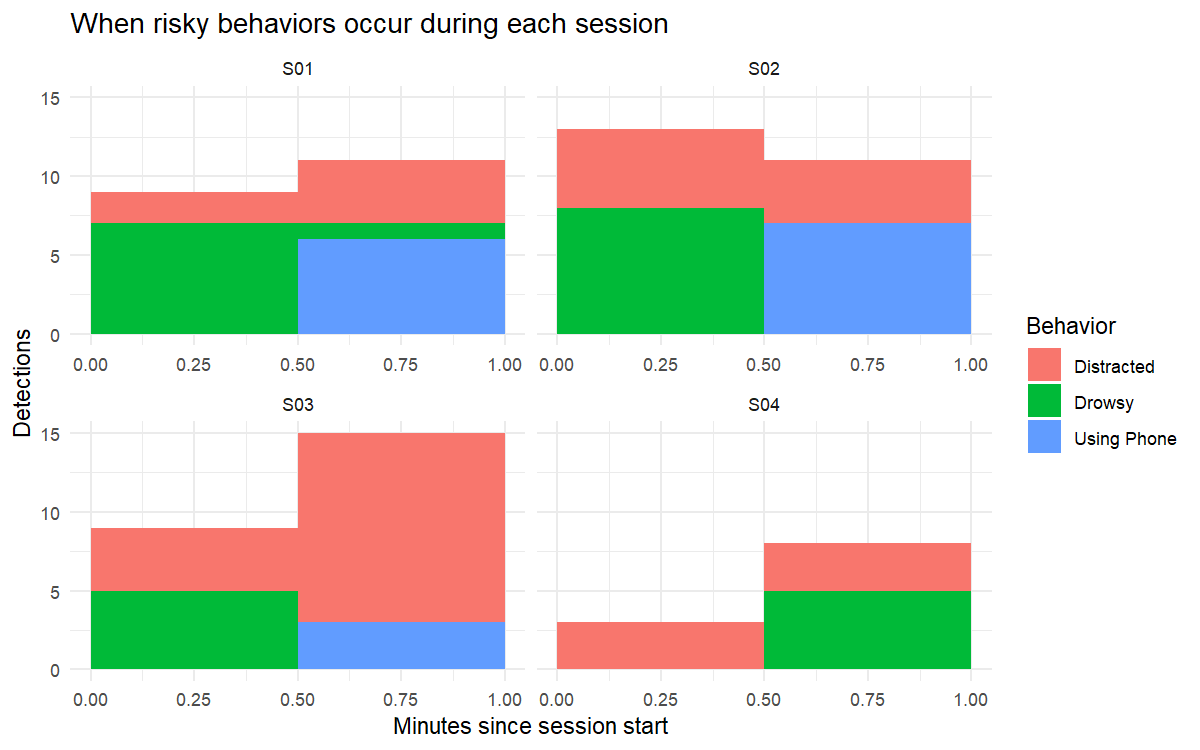 When risky behaviors occur during each session
S01
S02
15
10
5
0
0.00 0.25 0.50 0.75 1.00
0.00 0.25 0.50 0.75 1.00
Detections
S03
S04
15
10
5
0
0.00 0.25 0.50 0.75 1.00
0.00 0.25 0.50 0.75 1.00
Minutes since session start
Behavior
Distracted
Drowsy
Using Phone